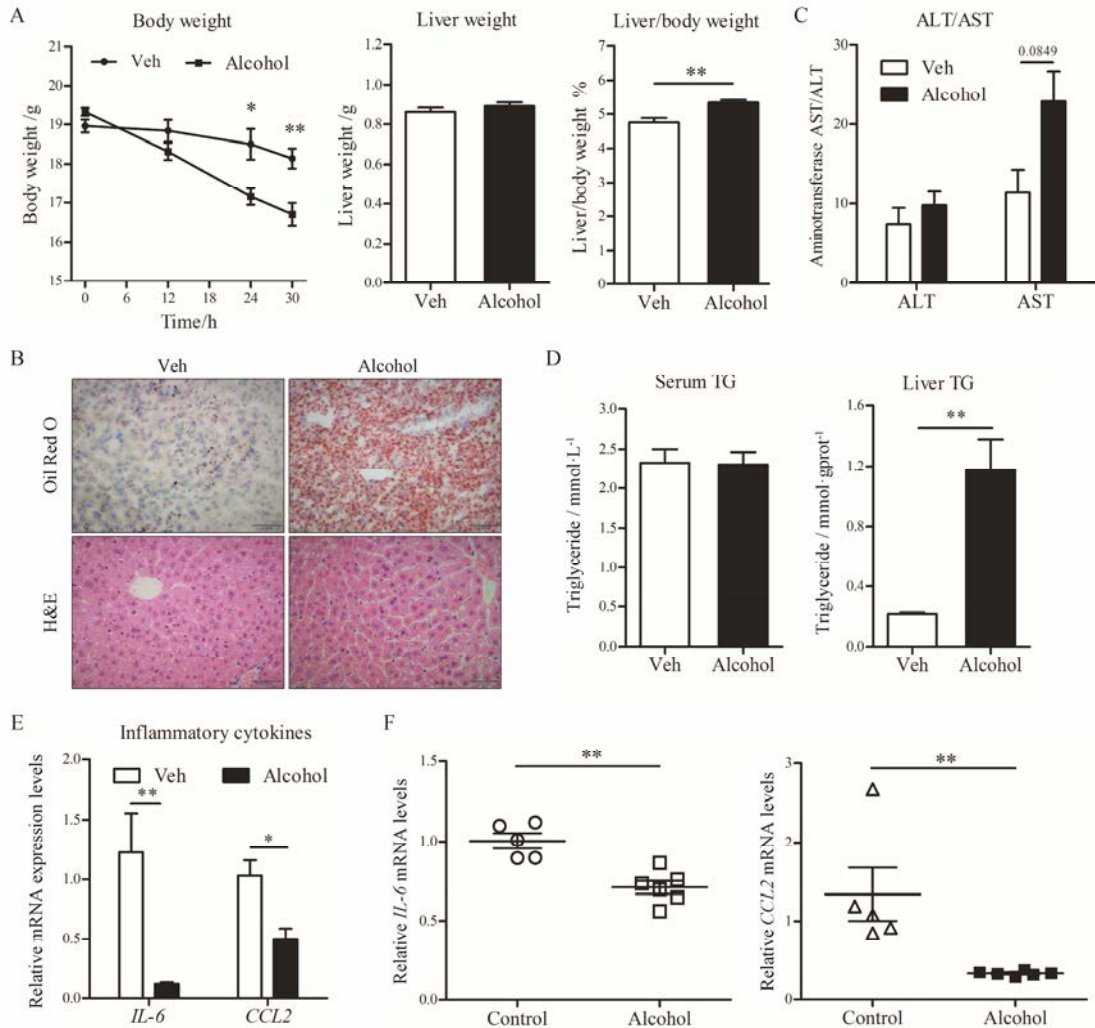 A
Body weight
21
20
19
18
17
16
15
Body weight /g
Veh
Alcohol
*
**
0
6
12
18
24
30
Time/h
Liver weight
1.2
1.0
0.8
0.6
0.4
0.2
0.0
Liver weight /g
Veh
Alcohol
Liver/body weight
7
6
5
4
3
2
1
0
Liver/body weight %
**
Veh
Alcohol
C
ALT/AST
30
20
10
0
Aminotransferase AST/ALT
Veh
Alcohol
0.0849
ALT
AST
B
Veh
Alcohol
Oil Red O
H&E
D
Serum TG
3.0
2.5
2.0
1.5
1.0
0.5
0.0
Triglyceride / mmol·L⁻¹
Veh
Alcohol
Liver TG
1.6
1.2
0.8
0.4
0.0
Triglyceride / mmol·gprot⁻¹
**
Veh
Alcohol
E
Inflammatory cytokines
2.0
1.5
1.0
0.5
0.0
Relative mRNA expression levels
Veh
Alcohol
**
*
IL-6
CCL2
F
1.5
1.0
0.5
0.0
Relative IL-6 mRNA levels
**
Control
Alcohol
3
2
1
0
Relative CCL2 mRNA levels
**
Control
Alcohol